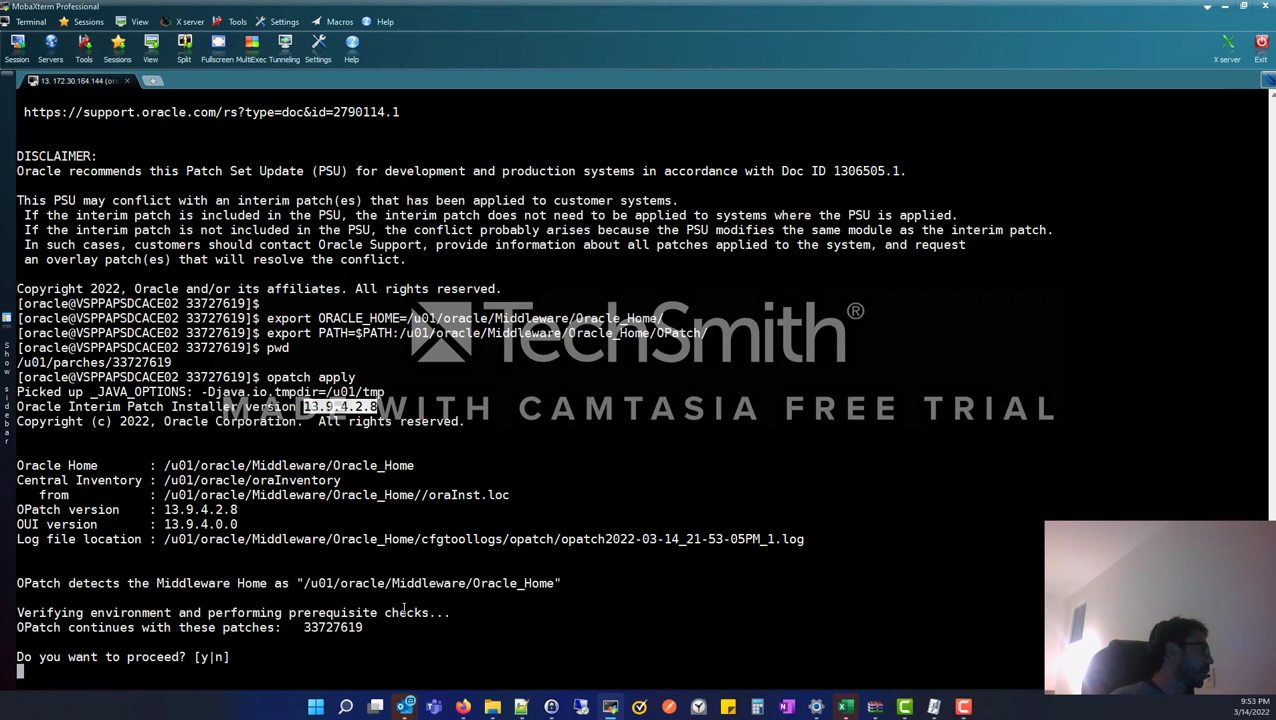 MobaXterm
Terminal Sessions View X server Tools Settings Macros Help
Session Servers Tools Sessions View Split Fullscreen MultiExec Tunneling Settings Help X server Exit
13. 172.30.164.144 (or
https://support.oracle.com/rs?type=doc&id=2790114.1
DISCLAIMER:
Oracle recommends this Patch Set Update (PSU) for development and production systems in accordance with Doc ID 1306505.1.
This PSU may conflict with an interim patch(es) that has been applied to customer systems.
If the interim patch is included in the PSU, the interim patch does not need to be applied to systems where the PSU is applied.
If the interim patch is not included in the PSU, the conflict probably arises because the PSU modifies the same module as the interim patch.
In such cases, customers should contact Oracle Support, provide information about all patches applied to the system, and request
an overlay patch(es) that will resolve the conflict.
Copyright 2022, Oracle and/or its affiliates. All rights reserved.
[oracle@VSPPAPSDCACE02 33727619]$
[oracle@VSPPAPSDCACE02 33727619]$ export ORACLE_HOME=/u01/oracle/Middleware/Oracle_Home/
[oracle@VSPPAPSDCACE02 33727619]$ export PATH=$PATH:/u01/oracle/Middleware/Oracle_Home/OPatch/
[oracle@VSPPAPSDCACE02 33727619]$ pwd
/u01/parches/33727619
[oracle@VSPPAPSDCACE02 33727619]$ opatch apply
Picked up _JAVA_OPTIONS: -Djava.io.tmpdir=/u01/tmp
Oracle Interim Patch Installer version 13.9.4.2.8
Copyright (c) 2022, Oracle Corporation. All rights reserved.
Oracle Home : /u01/oracle/Middleware/Oracle_Home
Central Inventory : /u01/oracle/oraInventory
from : /u01/oracle/Middleware/Oracle_Home//oraInst.loc
OPatch version : 13.9.4.2.8
OUI version : 13.9.4.0.0
Log file location : /u01/oracle/Middleware/Oracle_Home/cfgtoollogs/opatch/opatch2022-03-14_21-53-05PM_1.log
OPatch detects the Middleware Home as "/u01/oracle/Middleware/Oracle_Home"
Verifying environment and performing prerequisite checks...
OPatch continues with these patches: 33727619
Do you want to proceed? [y|n]
TechSmith®
MADE WITH CAMTASIA FREE TRIAL
Show sidebar
9:53 PM
3/14/2022